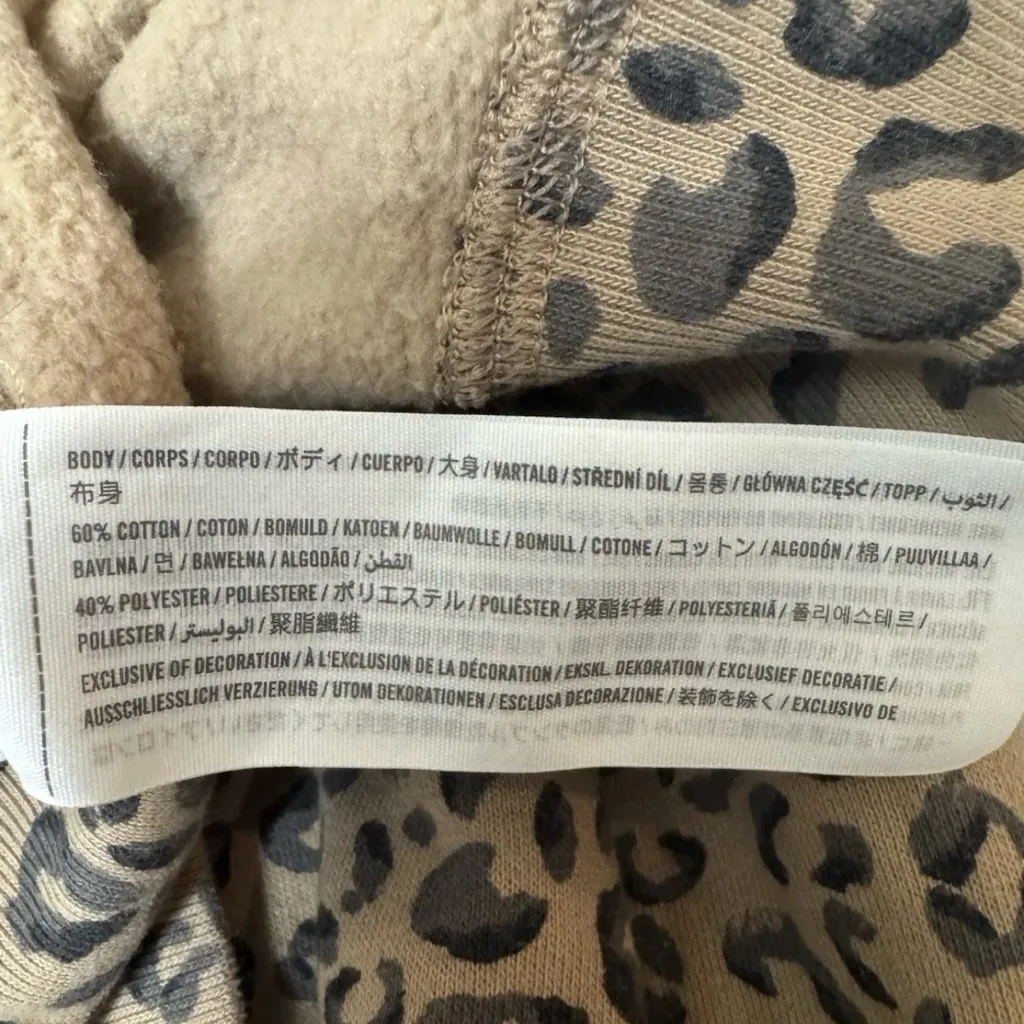 BODY / CORPS / CORPO / ボディ / CUERPO / 大身 / VARTALO / STŘEDNÍ DÍL / 몸통 / GŁÓWNA CZĘŚĆ / TOPP / الثوب /
布身
60% COTTON / COTON / BOMULD / KATOEN / BAUMWOLLE / BOMULL / COTONE / コットン / ALGODÓN / 棉 / PUUVILLAA /
BAVLNA / 면 / BAWEŁNA / ALGODÃO / القطن
40% POLYESTER / POLIESTERE / ポリエステル / POLIÉSTER / 聚酯纤维 / POLYESTERIÄ / 폴리에스테르 /
POLIESTER / البوليستر / 聚脂纖維
EXCLUSIVE OF DECORATION / À L'EXCLUSION DE LA DÉCORATION / EKSKL. DEKORATION / EXCLUSIEF DECORATIE /
AUSSCHLIESSLICH VERZIERUNG / UTOM DEKORATIONEN / ESCLUSA DECORAZIONE / 装飾を除く / EXCLUSIVO DE